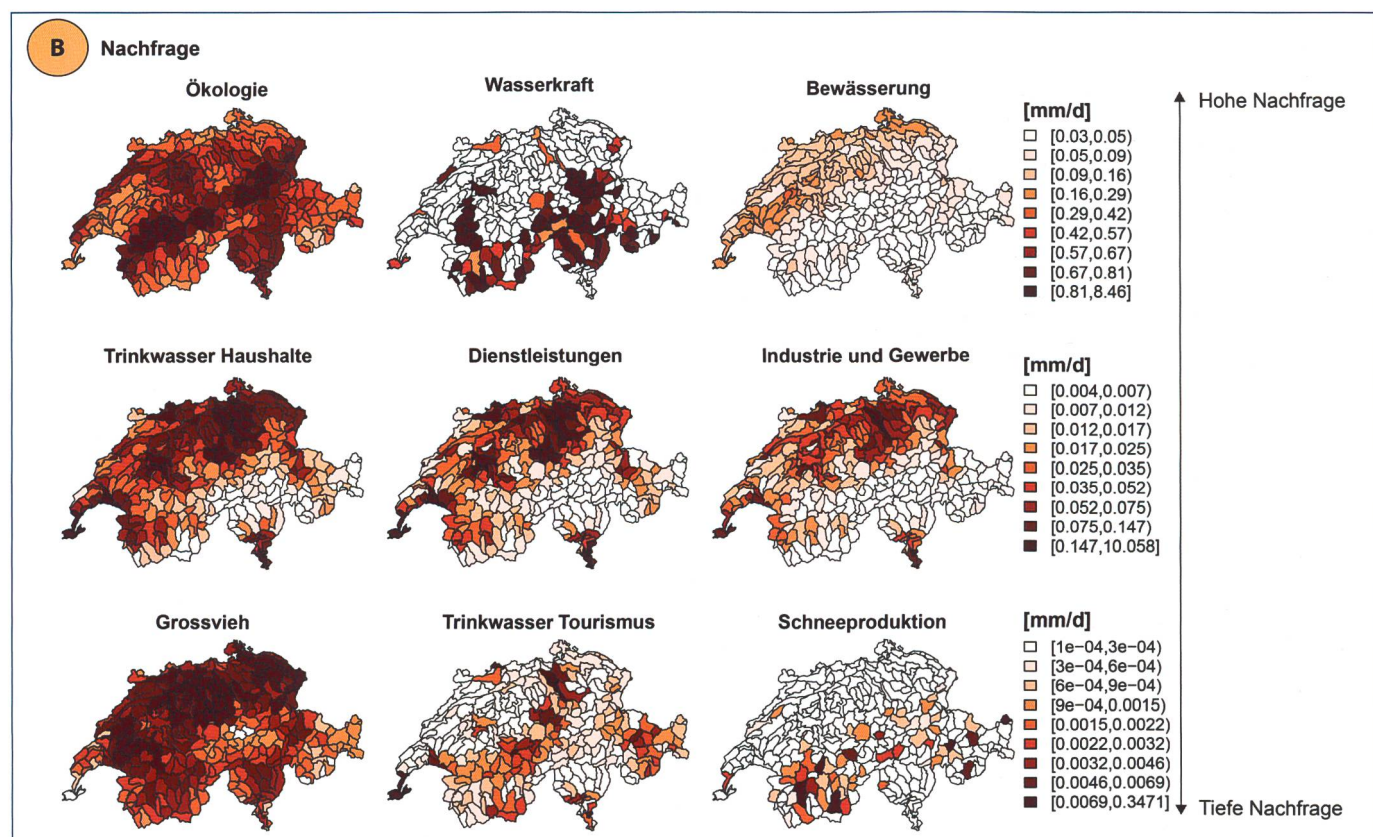 B Nachfrage
Ökologie
Wasserkraft
Bewässerung
[mm/d]
[0.03,0.05)
[0.05,0.09)
[0.09,0.16)
[0.16,0.29)
[0.29,0.42)
[0.42,0.57)
[0.57,0.67)
[0.67,0.81)
[0.81,8.46]
Hohe Nachfrage
Trinkwasser Haushalte
Dienstleistungen
Industrie und Gewerbe
[mm/d]
[0.004,0.007)
[0.007,0.012)
[0.012,0.017)
[0.017,0.025)
[0.025,0.035)
[0.035,0.052)
[0.052,0.075)
[0.075,0.147)
[0.147,10.058]
Grossvieh
Trinkwasser Tourismus
Schneeproduktion
[mm/d]
[1e−04,3e−04)
[3e−04,6e−04)
[6e−04,9e−04)
[9e−04,0.0015)
[0.0015,0.0022)
[0.0022,0.0032)
[0.0032,0.0046)
[0.0046,0.0069)
[0.0069,0.3471]
Tiefe Nachfrage